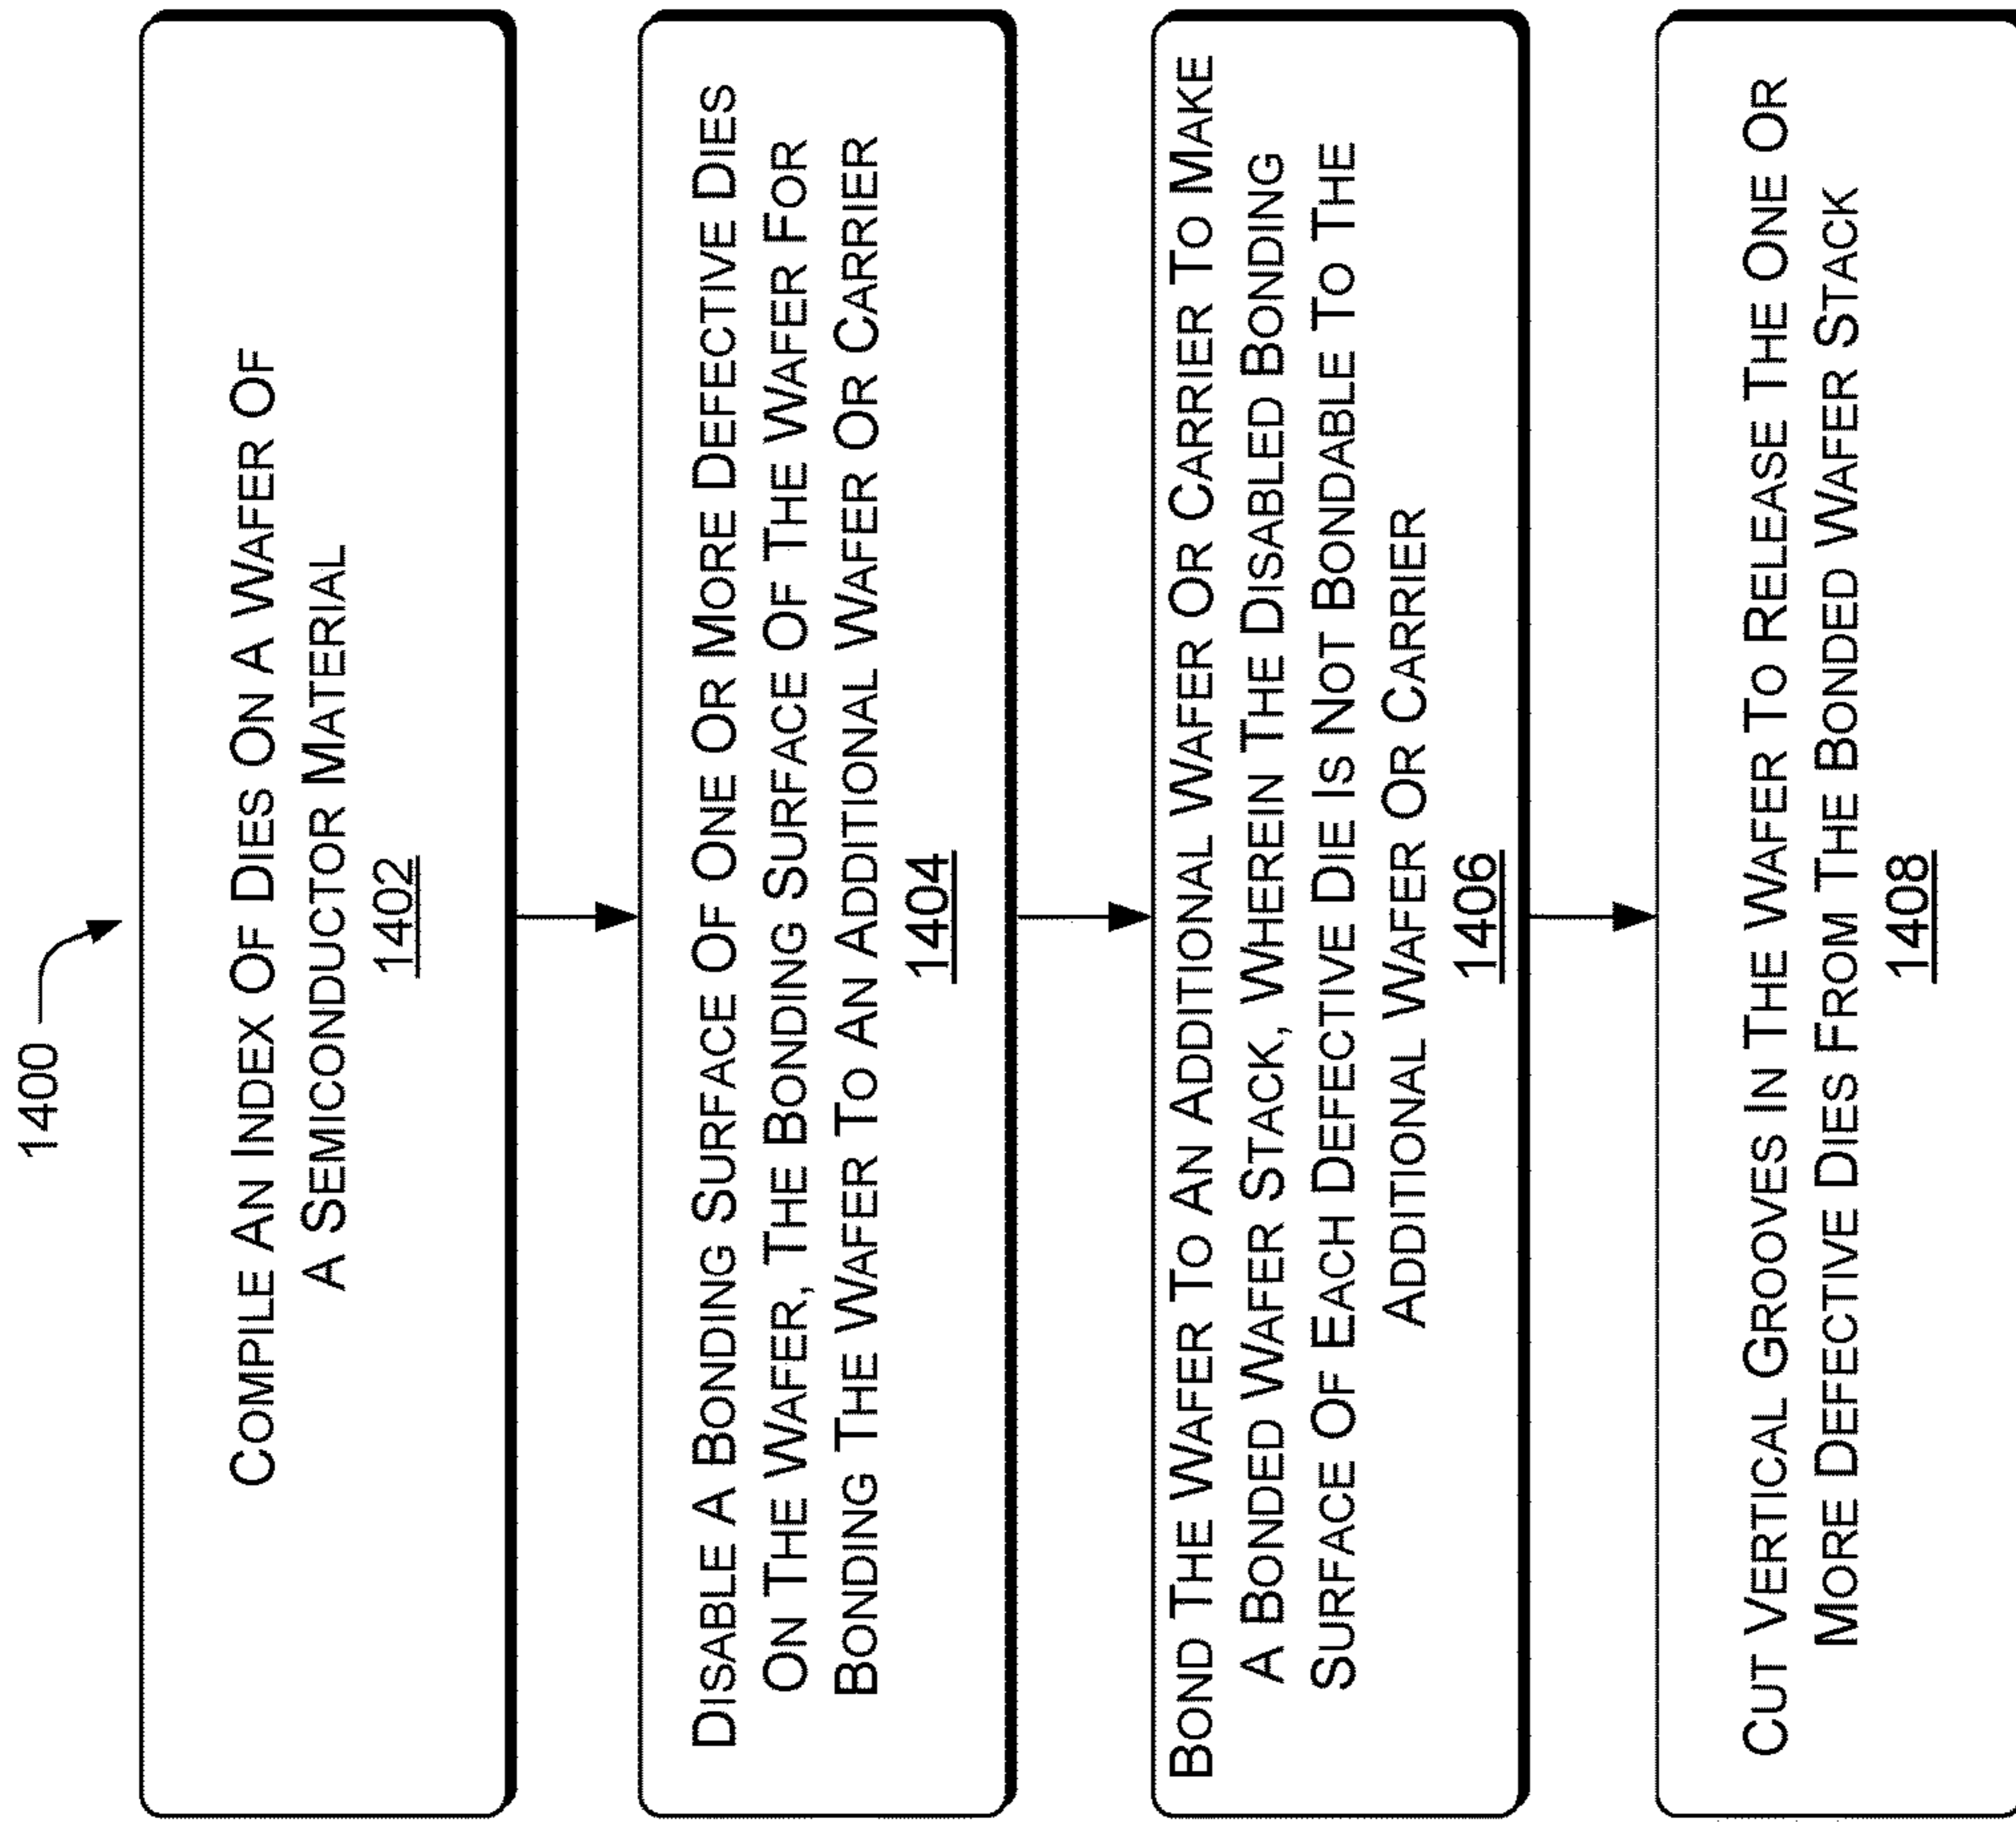 1400
COMPILE AN INDEX OF DIES ON A WAFER OF
A SEMICONDUCTOR MATERIAL
1402
DISABLE A BONDING SURFACE OF ONE OR MORE DEFECTIVE DIES
ON THE WAFER, THE BONDING SURFACE OF THE WAFER FOR
BONDING THE WAFER TO AN ADDITIONAL WAFER OR CARRIER
1404
BOND THE WAFER TO AN ADDITIONAL WAFER OR CARRIER TO MAKE
A BONDED WAFER STACK, WHEREIN THE DISABLED BONDING
SURFACE OF EACH DEFECTIVE DIE IS NOT BONDABLE TO THE
ADDITIONAL WAFER OR CARRIER
1406
CUT VERTICAL GROOVES IN THE WAFER TO RELEASE THE ONE OR
MORE DEFECTIVE DIES FROM THE BONDED WAFER STACK
1408